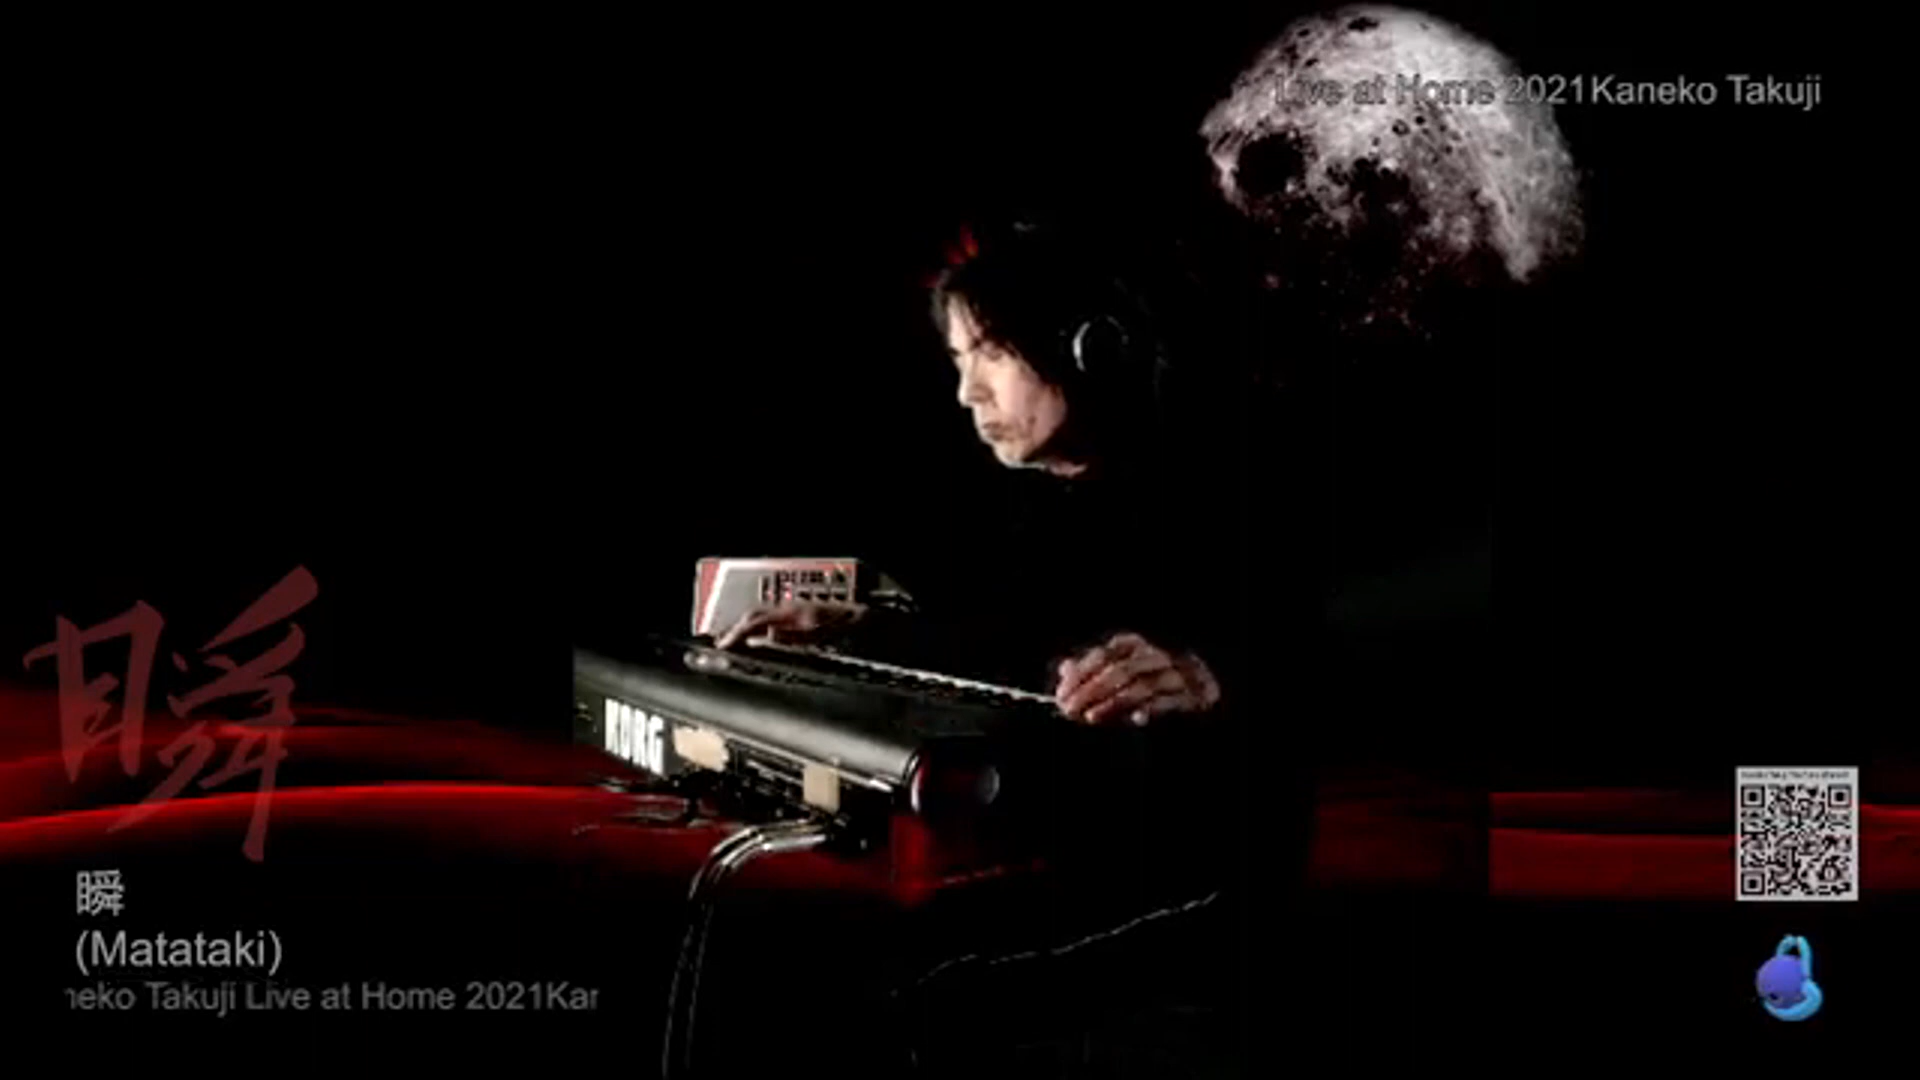 Live at Home 2021Kaneko Takuji
瞬
KORG
瞬
(Matataki)
neko Takuji Live at Home 2021Kar